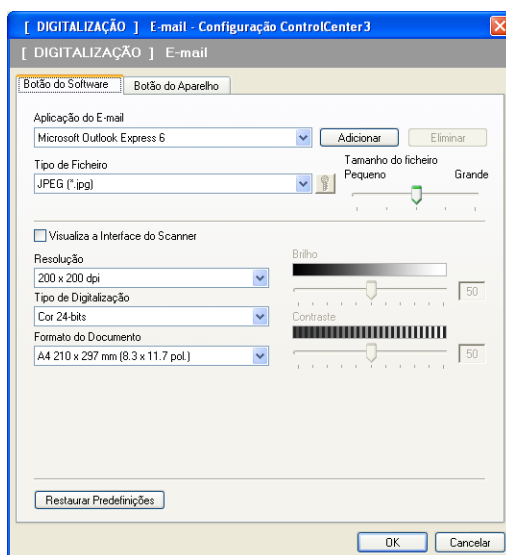 [ DIGITALIZAÇÃO ] E-mail - Configuração ControlCenter3
[ DIGITALIZAÇÃO ] E-mail
Botão do Software
Botão do Aparelho
Aplicação do E-mail
Microsoft Outlook Express 6
Adicionar
Eliminar
Tipo de Ficheiro
Tamanho do ficheiro
Pequeno
Grande
JPEG (*.jpg)
Visualiza a Interface do Scanner
Resolução
Brilho
200 x 200 dpi
50
Tipo de Digitalização
Cor 24-bits
Contraste
Formato do Documento
A4 210 x 297 mm (8.3 x 11.7 pol.)
50
Restaurar Predefinições
OK
Cancelar